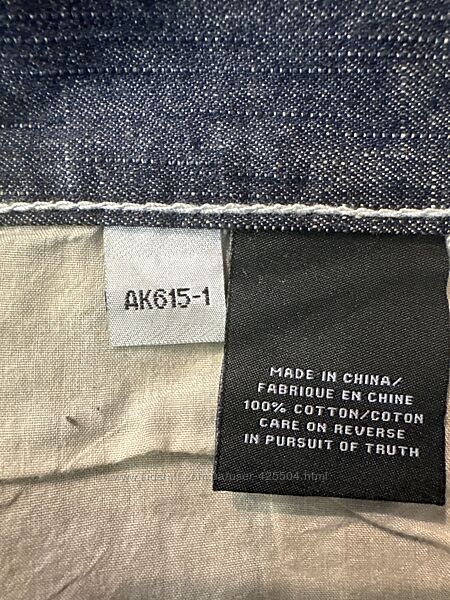 AK615-1
MADE IN CHINA/
FABRIQUE EN CHINE
100% COTTON/COTON
CARE ON REVERSE
IN PURSUIT OF TRUTH